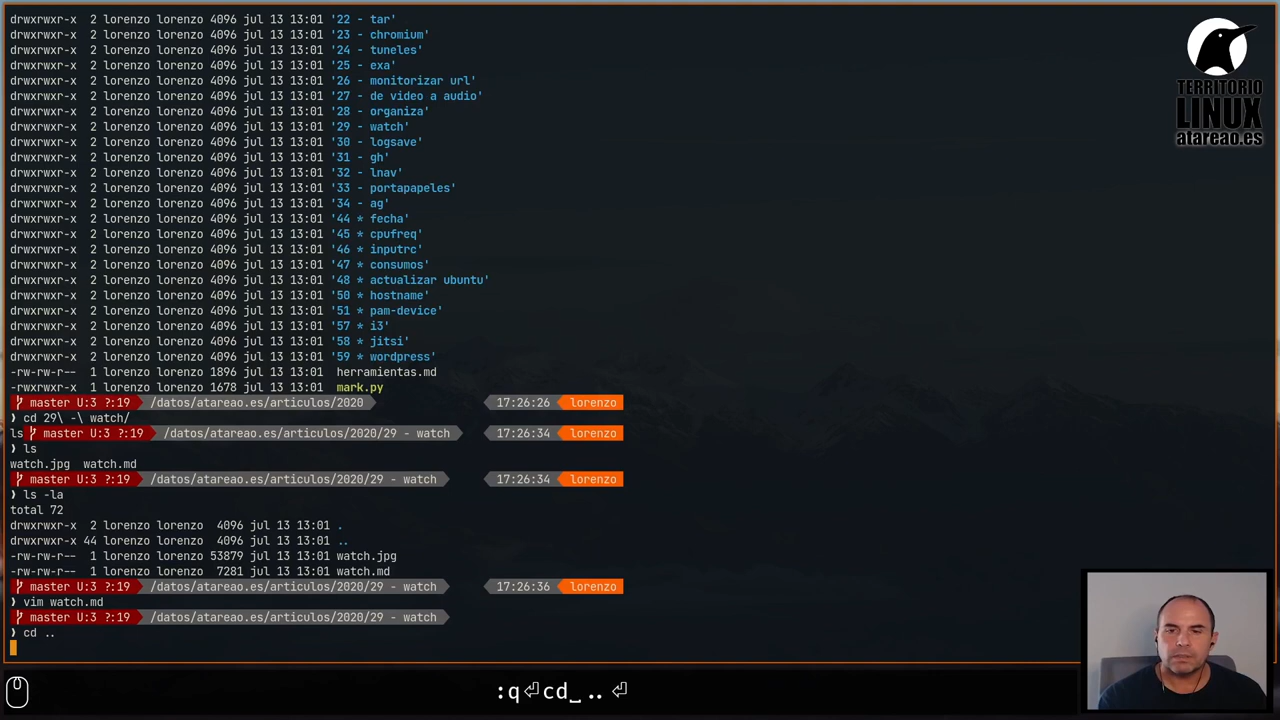 drwxrwxr-x  2 lorenzo lorenzo 4096 jul 13 13:01 '22 - tar'
drwxrwxr-x  2 lorenzo lorenzo 4096 jul 13 13:01 '23 - chromium'
drwxrwxr-x  2 lorenzo lorenzo 4096 jul 13 13:01 '24 - tuneles'
drwxrwxr-x  2 lorenzo lorenzo 4096 jul 13 13:01 '25 - exa'
drwxrwxr-x  2 lorenzo lorenzo 4096 jul 13 13:01 '26 - monitorizar url'
drwxrwxr-x  2 lorenzo lorenzo 4096 jul 13 13:01 '27 - de video a audio'
drwxrwxr-x  2 lorenzo lorenzo 4096 jul 13 13:01 '28 - organiza'
drwxrwxr-x  2 lorenzo lorenzo 4096 jul 13 13:01 '29 - watch'
drwxrwxr-x  2 lorenzo lorenzo 4096 jul 13 13:01 '30 - logsave'
drwxrwxr-x  2 lorenzo lorenzo 4096 jul 13 13:01 '31 - gh'
drwxrwxr-x  2 lorenzo lorenzo 4096 jul 13 13:01 '32 - lnav'
drwxrwxr-x  2 lorenzo lorenzo 4096 jul 13 13:01 '33 - portapapeles'
drwxrwxr-x  2 lorenzo lorenzo 4096 jul 13 13:01 '34 - ag'
drwxrwxr-x  2 lorenzo lorenzo 4096 jul 13 13:01 '44 * fecha'
drwxrwxr-x  2 lorenzo lorenzo 4096 jul 13 13:01 '45 * cpufreq'
drwxrwxr-x  2 lorenzo lorenzo 4096 jul 13 13:01 '46 * inputrc'
drwxrwxr-x  2 lorenzo lorenzo 4096 jul 13 13:01 '47 * consumos'
drwxrwxr-x  2 lorenzo lorenzo 4096 jul 13 13:01 '48 * actualizar ubuntu'
drwxrwxr-x  2 lorenzo lorenzo 4096 jul 13 13:01 '50 * hostname'
drwxrwxr-x  2 lorenzo lorenzo 4096 jul 13 13:01 '51 * pam-device'
drwxrwxr-x  2 lorenzo lorenzo 4096 jul 13 13:01 '57 * i3'
drwxrwxr-x  2 lorenzo lorenzo 4096 jul 13 13:01 '58 * jitsi'
drwxrwxr-x  2 lorenzo lorenzo 4096 jul 13 13:01 '59 * wordpress'
-rw-rw-r--  1 lorenzo lorenzo 1896 jul 13 13:01  herramientas.md
-rwxrwxr-x  1 lorenzo lorenzo 1678 jul 13 13:01  mark.py
master U:3 ?:19 /datos/atareao.es/articulos/2020 17:26:26 lorenzo
❯ cd 29\ -\ watch/
ls master U:3 ?:19 /datos/atareao.es/articulos/2020/29 - watch 17:26:34 lorenzo
❯ ls
watch.jpg  watch.md
master U:3 ?:19 /datos/atareao.es/articulos/2020/29 - watch 17:26:34 lorenzo
❯ ls -la
total 72
drwxrwxr-x  2 lorenzo lorenzo  4096 jul 13 13:01 .
drwxrwxr-x 44 lorenzo lorenzo  4096 jul 13 13:01 ..
-rw-rw-r--  1 lorenzo lorenzo 53879 jul 13 13:01 watch.jpg
-rw-rw-r--  1 lorenzo lorenzo  7281 jul 13 13:01 watch.md
master U:3 ?:19 /datos/atareao.es/articulos/2020/29 - watch 17:26:36 lorenzo
❯ vim watch.md
master U:3 ?:19 /datos/atareao.es/articulos/2020/29 - watch
❯ cd ..
:q⏎cd␣..⏎
TERRITORIO
LINUX
atareao.es